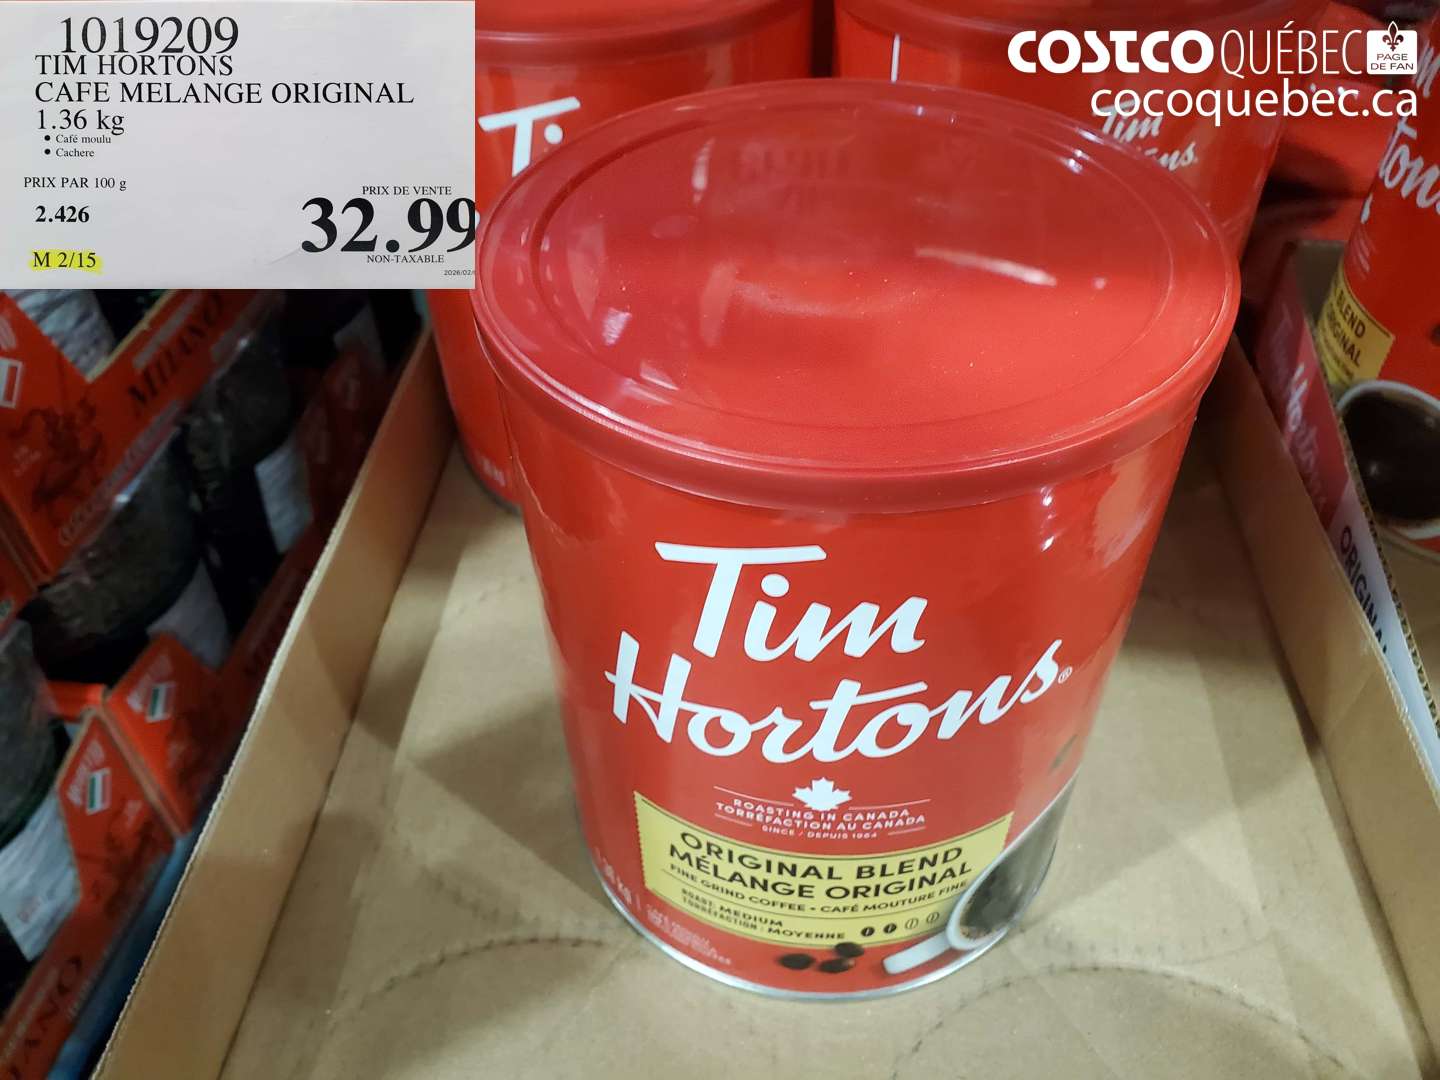 1019209
TIM HORTONS
CAFE MELANGE ORIGINAL
1.36 kg
• Café moulu
• Cachere
PRIX PAR 100 g
2.426
PRIX DE VENTE
32.99
NON-TAXABLE
M 2/15
COSTCO QUÉBEC
PAGE
DE FAN
cocoquebec.ca
Tim
Hortons®
ROASTING IN CANADA
TORRÉFACTION AU CANADA
SINCE / DEPUIS 1964
ORIGINAL BLEND
MÉLANGE ORIGINAL
FINE GRIND COFFEE • CAFÉ MOUTURE FINE
ROAST: MEDIUM
TORRÉFACTION : MOYENNE
MILANO
BLEND
ORIGINAL